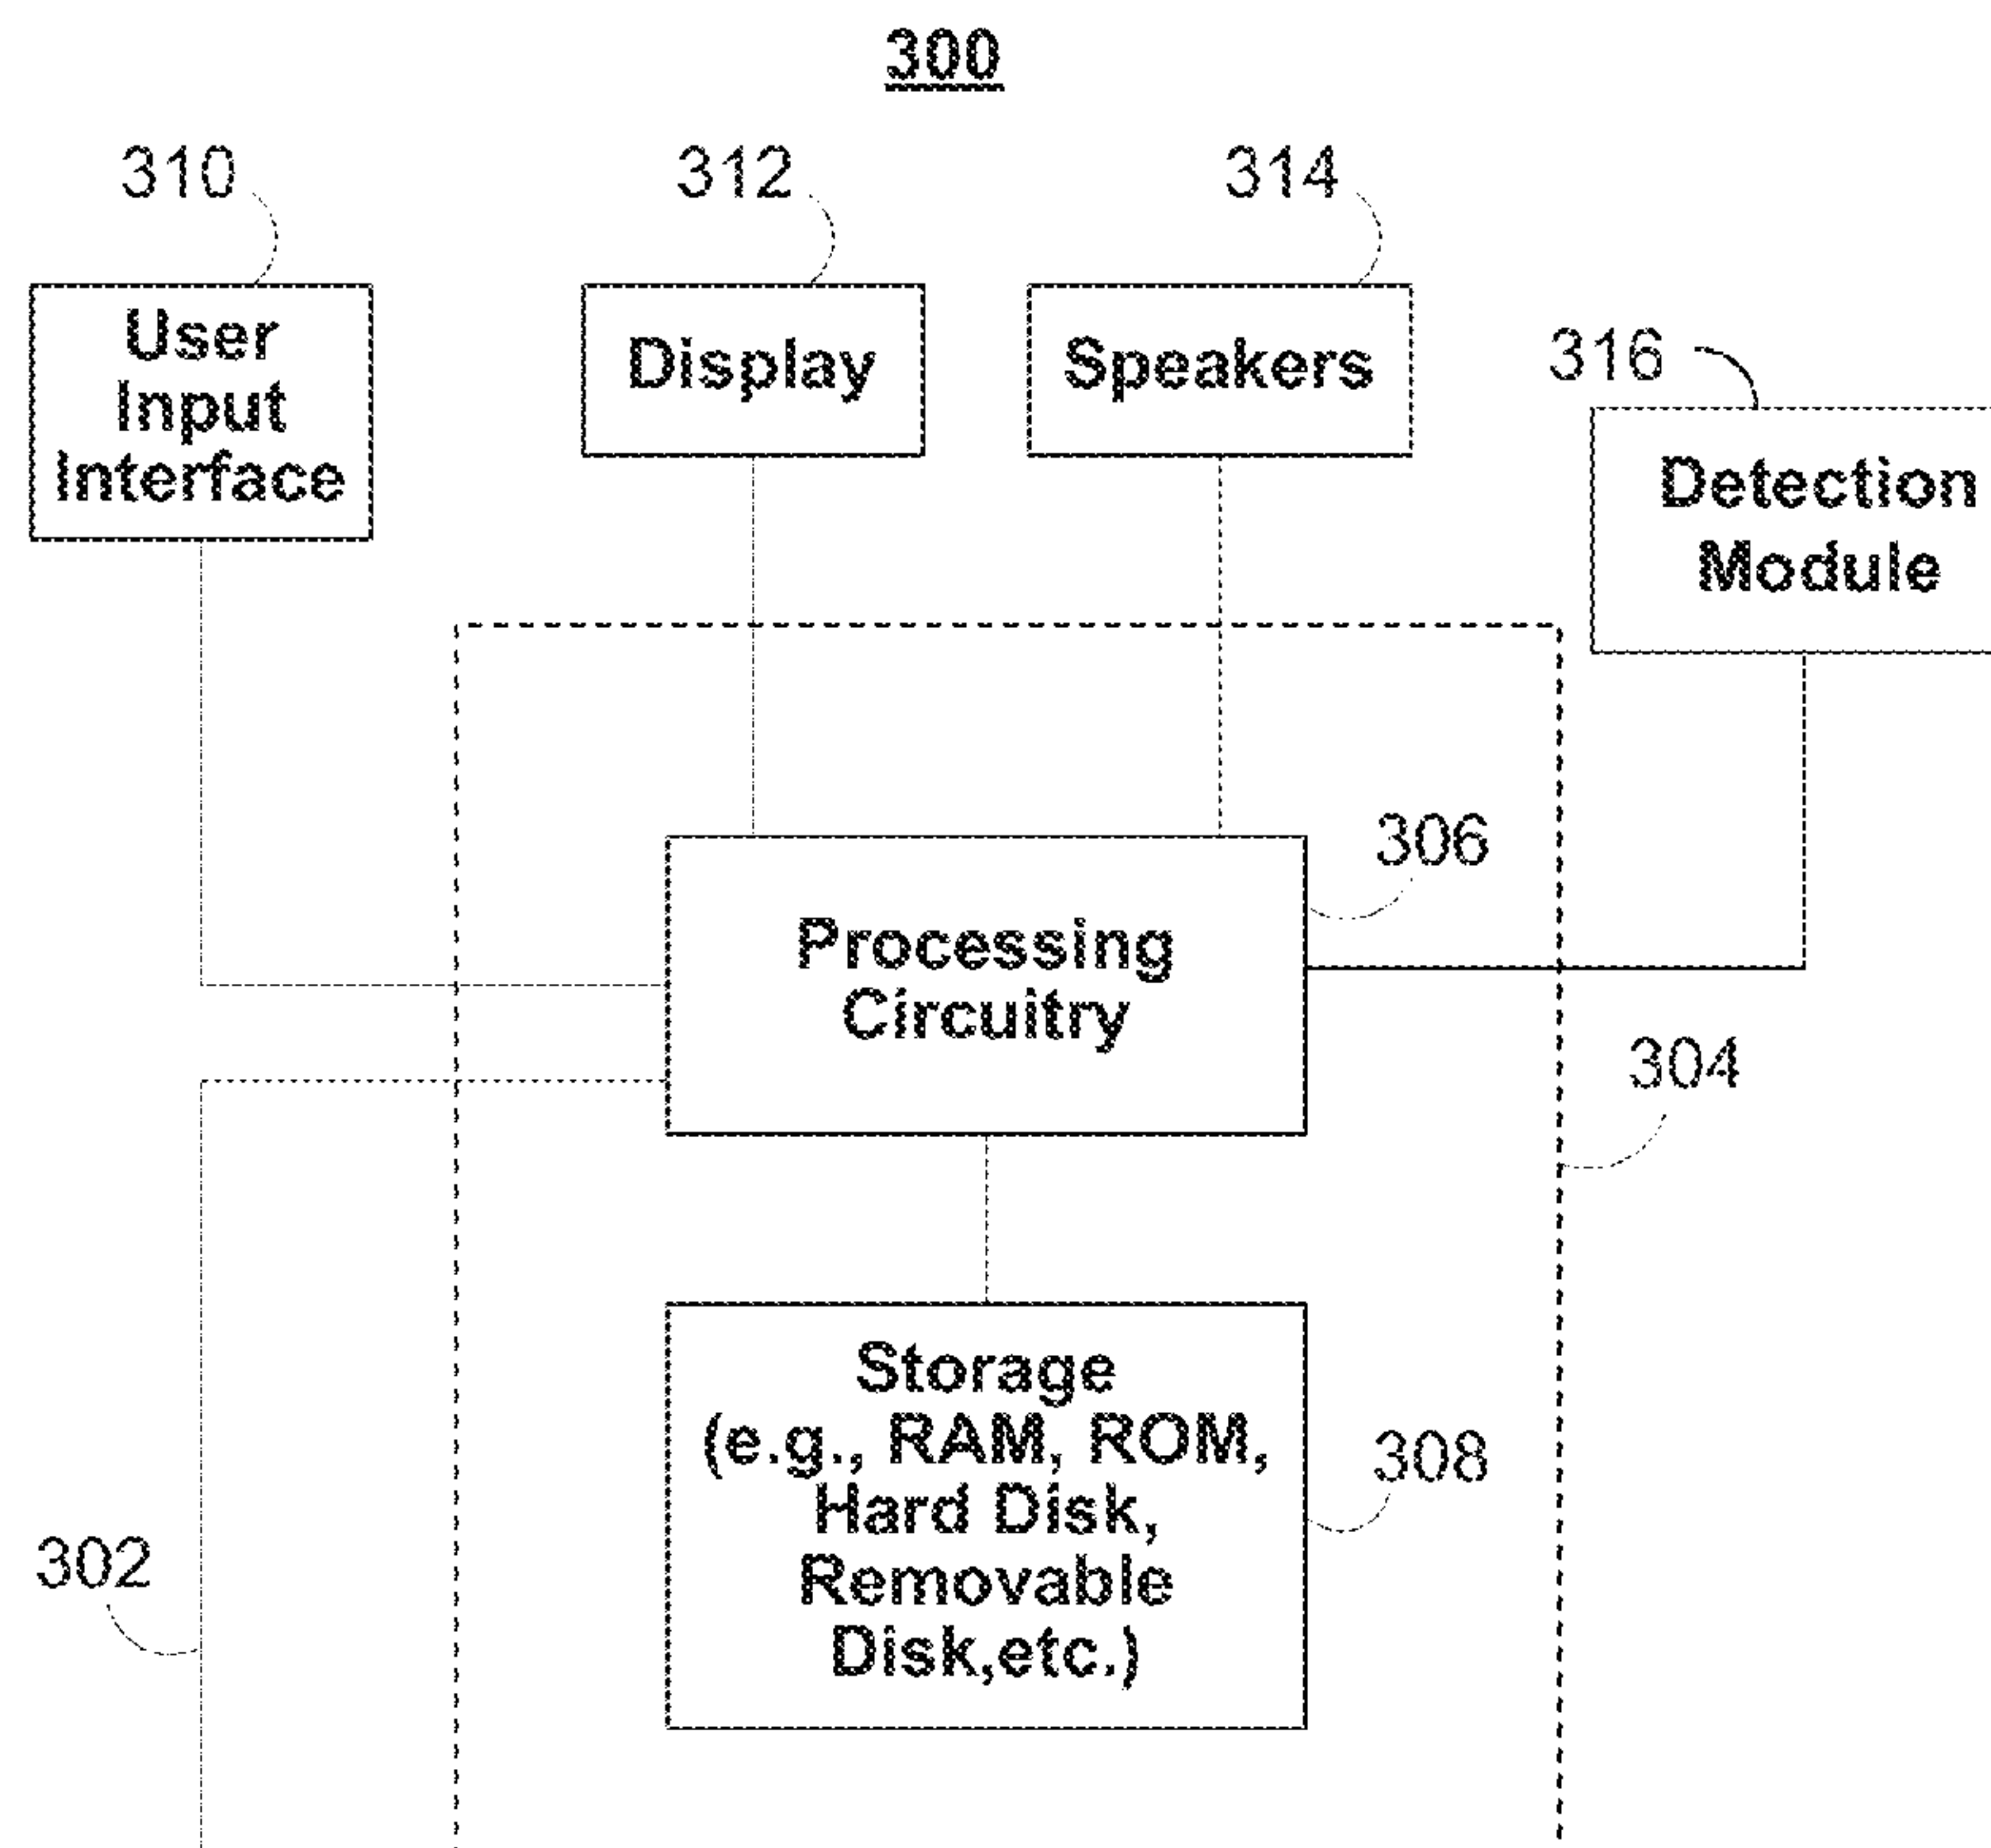 300
310
312
314
316
User
Input
Interface
Display
Speakers
Detection
Module
306
Processing
Circuitry
304
Storage
(e.g., RAM, ROM,
Hard Disk,
Removable
Disk,etc.)
308
302